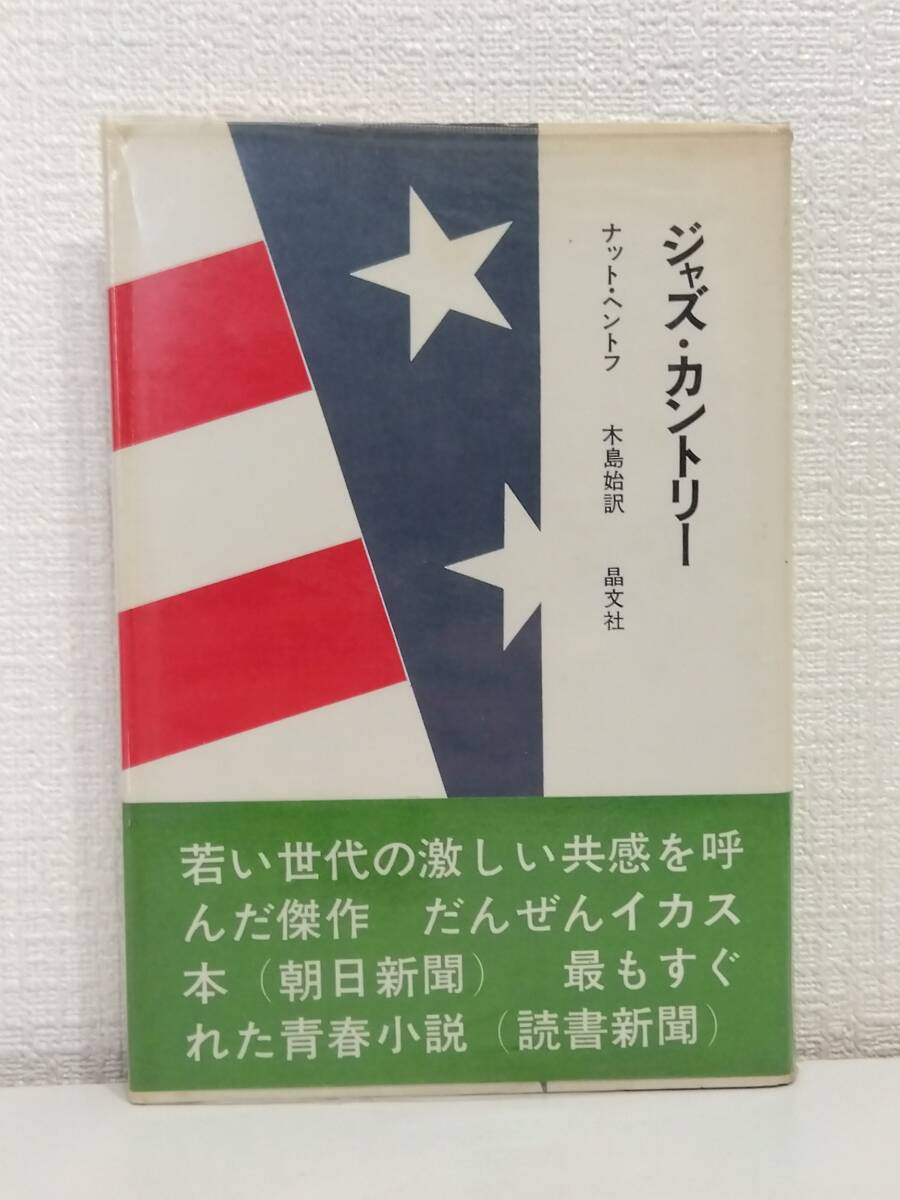 ジャズ・カントリー
ナット・ヘントフ 木島始訳 晶文社
若い世代の激しい共感を呼
んだ傑作 だんぜんイカス
本(朝日新聞) 最もすぐ
れた青春小説(読書新聞)